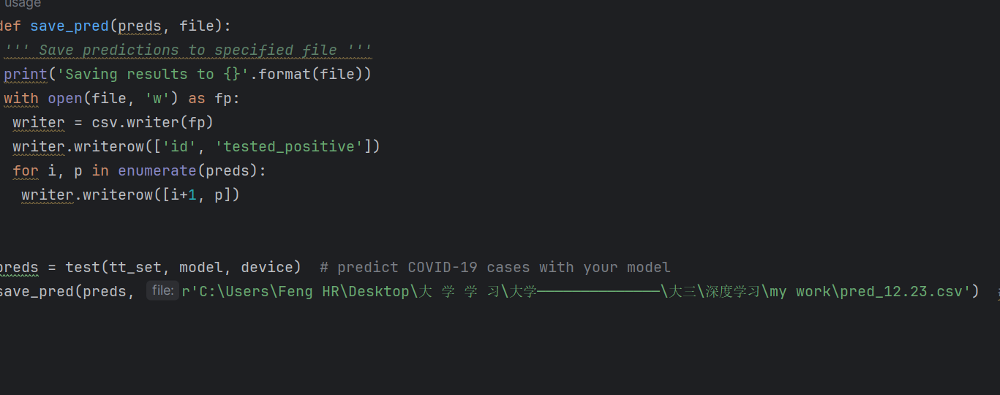 usage
def save_pred(preds, file):
''' Save predictions to specified file '''
print('Saving results to {}'.format(file))
with open(file, 'w') as fp:
writer = csv.writer(fp)
writer.writerow(['id', 'tested_positive'])
for i, p in enumerate(preds):
writer.writerow([i+1, p])
preds = test(tt_set, model, device)  # predict COVID-19 cases with your model
save_pred(preds, file: r'C:\Users\Feng HR\Desktop\大 学 学 习\大学——————————————\大三\深度学习\my work\pred_12.23.csv')  #